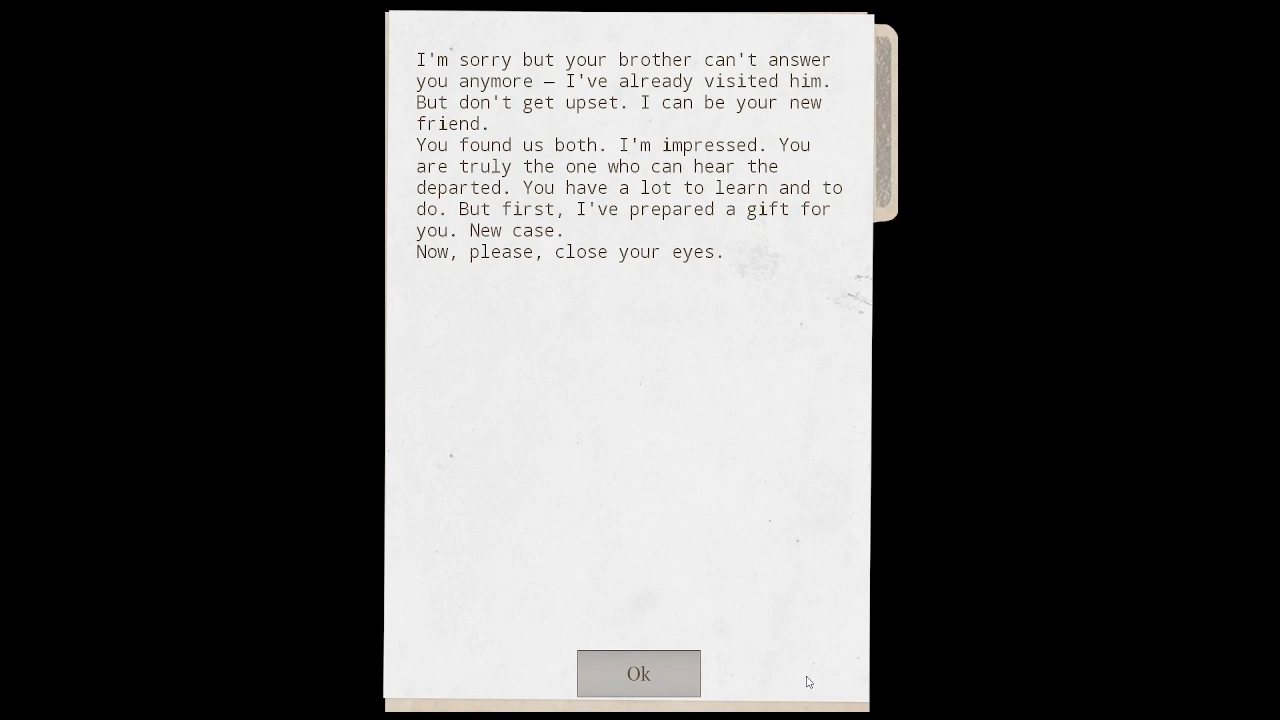 I'm sorry but your brother can't answer
you anymore — I've already visited him.
But don't get upset. I can be your new
friend.
You found us both. I'm impressed. You
are truly the one who can hear the
departed. You have a lot to learn and to
do. But first, I've prepared a gift for
you. New case.
Now, please, close your eyes.
Ok